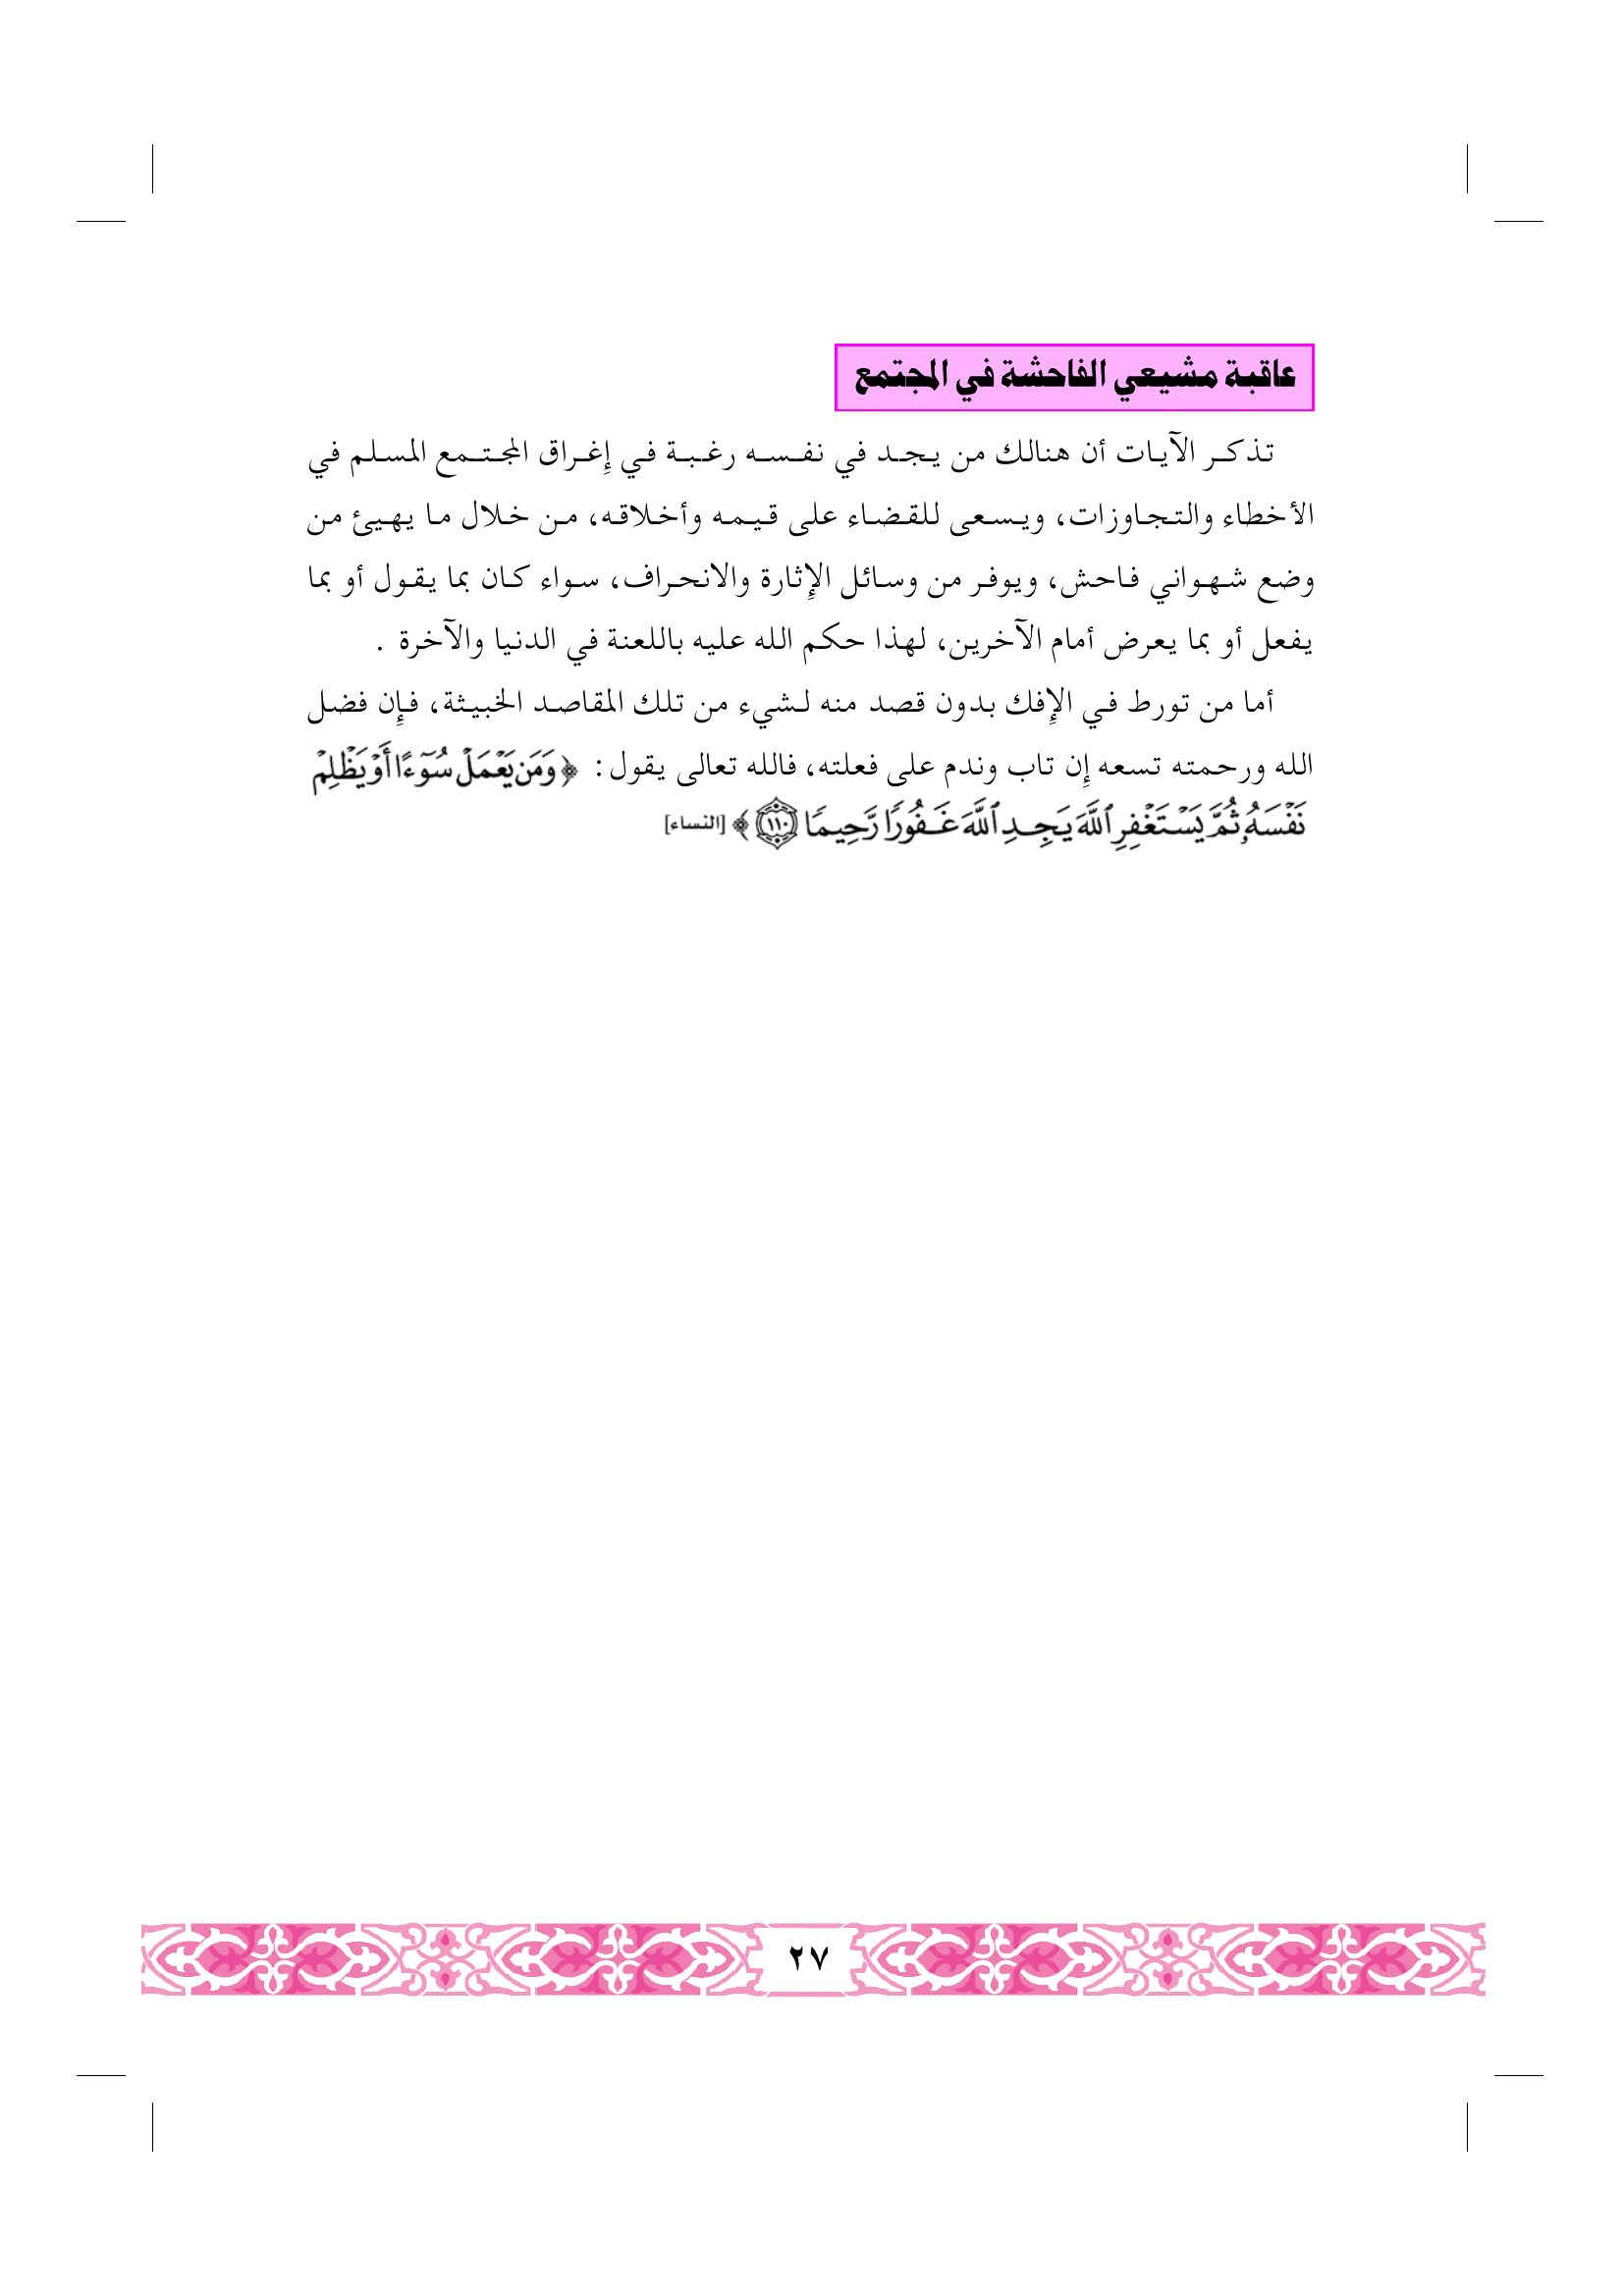 عاقبة مشيعي الفاحشة في المجتمع
تذكر الآيات أن هنالك من يجد في نفسه رغبة في إغراق المجتمع المسلم في
الأخطاء والتجاوزات، ويسعى للقضاء على قيمه وأخلاقه، من خلال ما يهيئ من
وضع شهواني فاحش، ويوفر من وسائل الإثارة والانحراف، سواء كان بما يقول أو بما
يفعل أو بما يعرض أمام الآخرين، لهذا حكم الله عليه باللعنة في الدنيا والآخرة .
أما من تورط في الإفك بدون قصد منه لشيء من تلك المقاصد الخبيثة، فإن فضل
الله ورحمته تسعه إن تاب وندم على فعلته، فالله تعالى يقول: ﴿وَمَن يَعْمَلْ سُوٓءًا أَوْ يَظْلِمْ
نَفْسَهُۥ ثُمَّ يَسْتَغْفِرِ ٱللَّهَ يَجِدِ ٱللَّهَ غَفُورًا رَّحِيمًا ١١٠﴾ [النساء]
٢٧